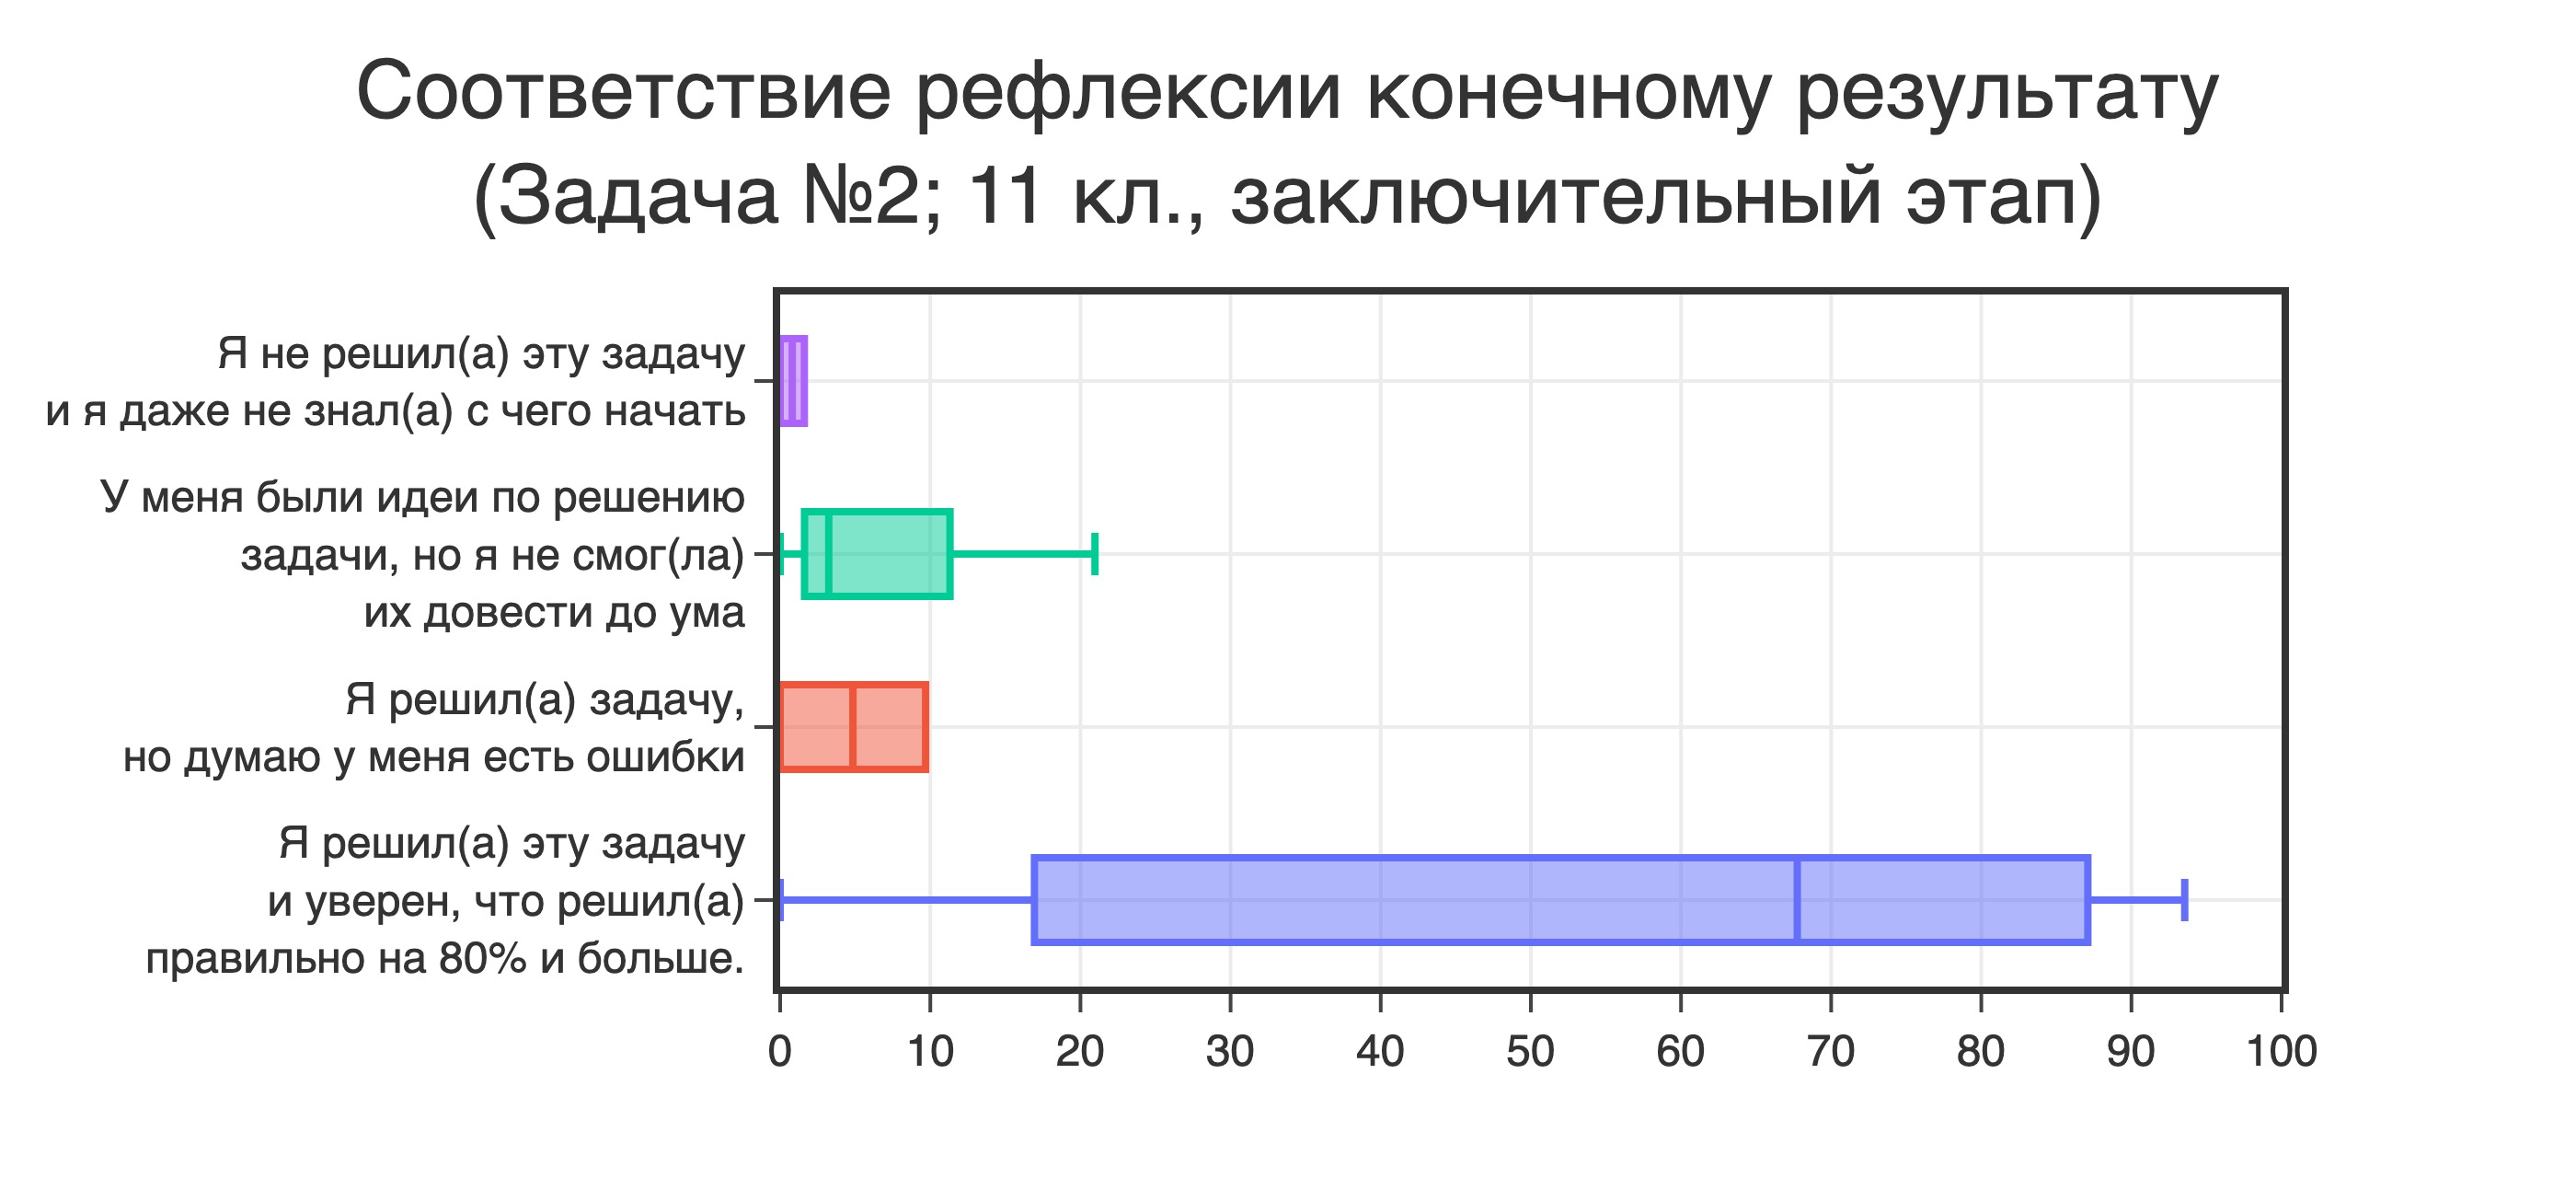 Соответствие рефлексии конечному результату
(Задача №2; 11 кл., заключительный этап)
Я не решил(а) эту задачу
и я даже не знал(а) с чего начать
У меня были идеи по решению
задачи, но я не смог(ла)
их довести до ума
Я решил(а) задачу,
но думаю у меня есть ошибки
Я решил(а) эту задачу
и уверен, что решил(а)
правильно на 80% и больше.
0 10 20 30 40 50 60 70 80 90 100